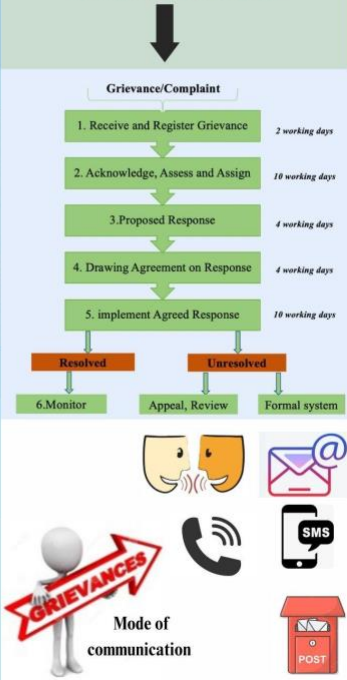 Grievance/Complaint
1. Receive and Register Grievance
2 working days
2. Acknowledge, Assess and Assign
10 working days
3.Proposed Response
4 working days
4. Drawing Agreement on Response
4 working days
5. implement Agreed Response
10 working days
Resolved
Unresolved
6.Monitor
Appeal, Review
Formal system
@
SMS
GRIEVANCES
Mode of
communication
POST